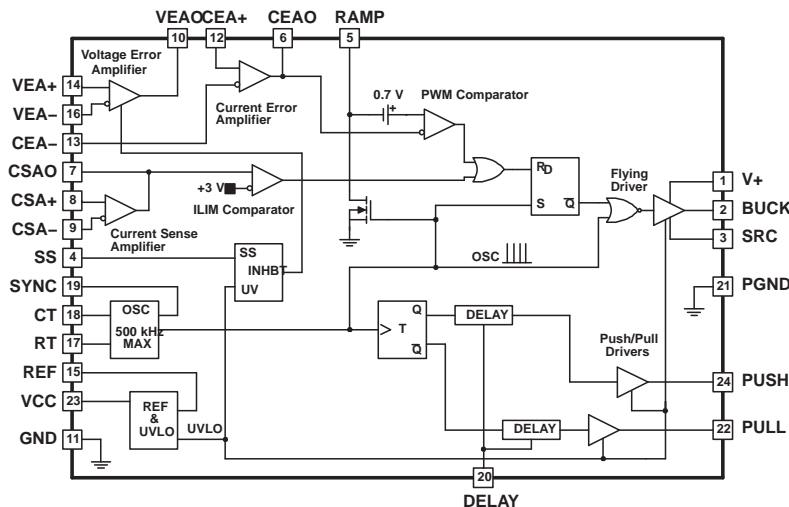 VEAO CEA+ CEAO RAMP
10 12 6 5
Voltage Error
Amplifier
VEA+ 14
VEA− 16
CEA− 13
Current Error
Amplifier
0.7 V
+
PWM Comparator
CSAO 7
CSA+ 8
CSA− 9
+3 V
ILIM Comparator
Current Sense
Amplifier
RD
S Q
Flying
Driver
1 V+
2 BUCK
3 SRC
SS 4
SS
INHBT
UV
OSC
SYNC 19
CT 18
RT 17
OSC
500 kHz
MAX
21 PGND
Q
T
Q
DELAY
Push/Pull
Drivers
REF 15
VCC 23
GND 11
REF
&
UVLO
UVLO
DELAY
24 PUSH
22 PULL
20
DELAY